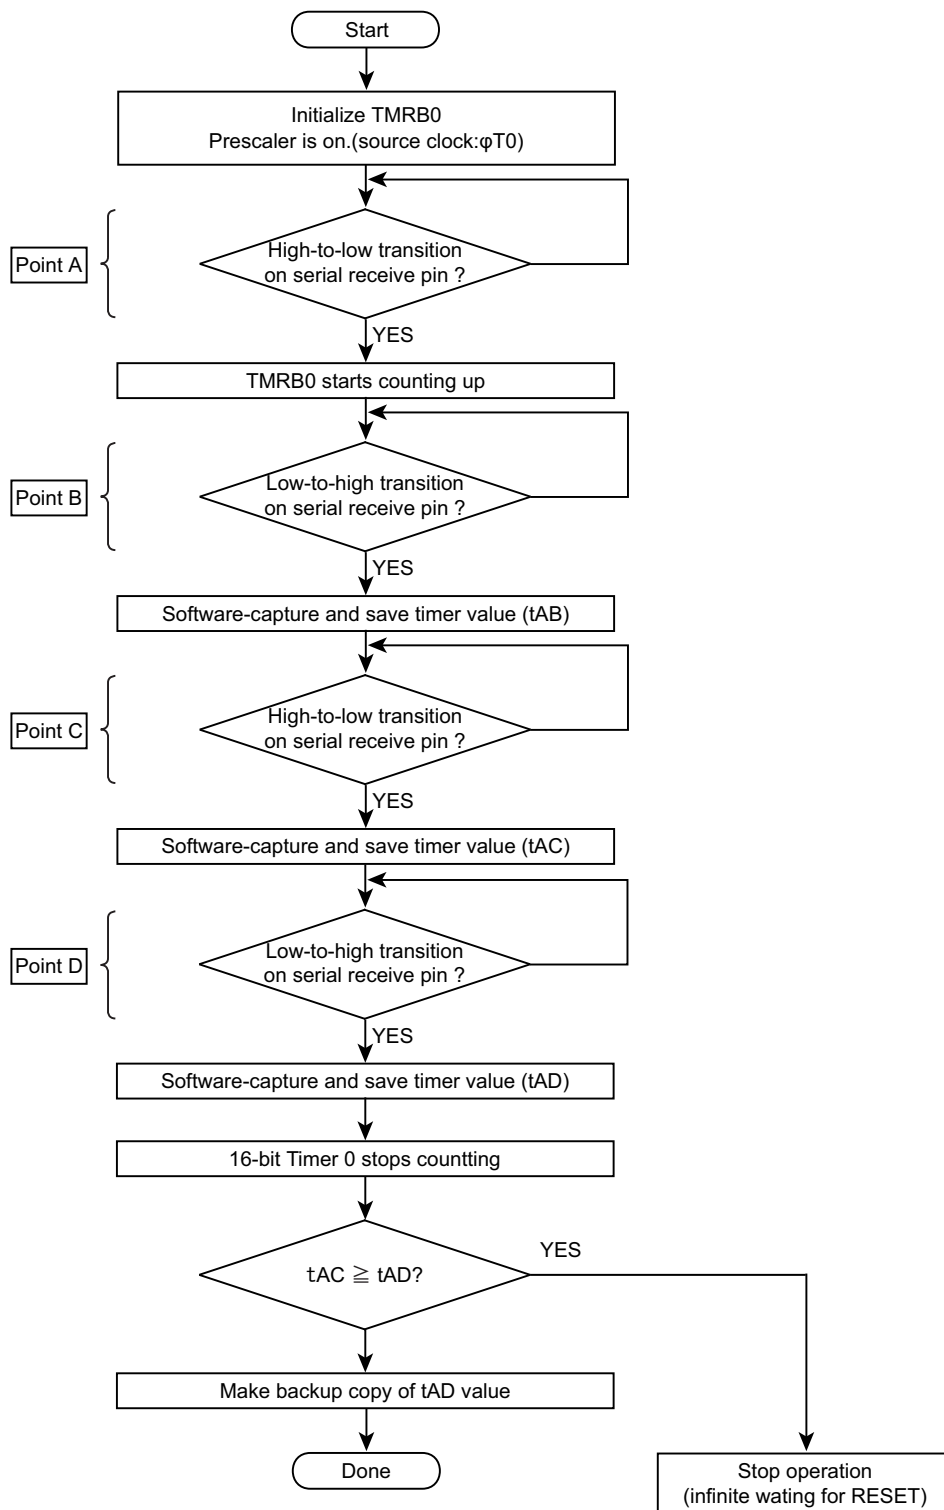 Start
Initialize TMRB0
Prescaler is on.(source clock:φT0)
Point A
High-to-low transition
on serial receive pin ?
YES
TMRB0 starts counting up
Point B
Low-to-high transition
on serial receive pin ?
YES
Software-capture and save timer value (tAB)
Point C
High-to-low transition
on serial receive pin ?
YES
Software-capture and save timer value (tAC)
Point D
Low-to-high transition
on serial receive pin ?
YES
Software-capture and save timer value (tAD)
16-bit Timer 0 stops countting
YES
tAC ≧ tAD?
Make backup copy of tAD value
Done
Stop operation
(infinite wating for RESET)